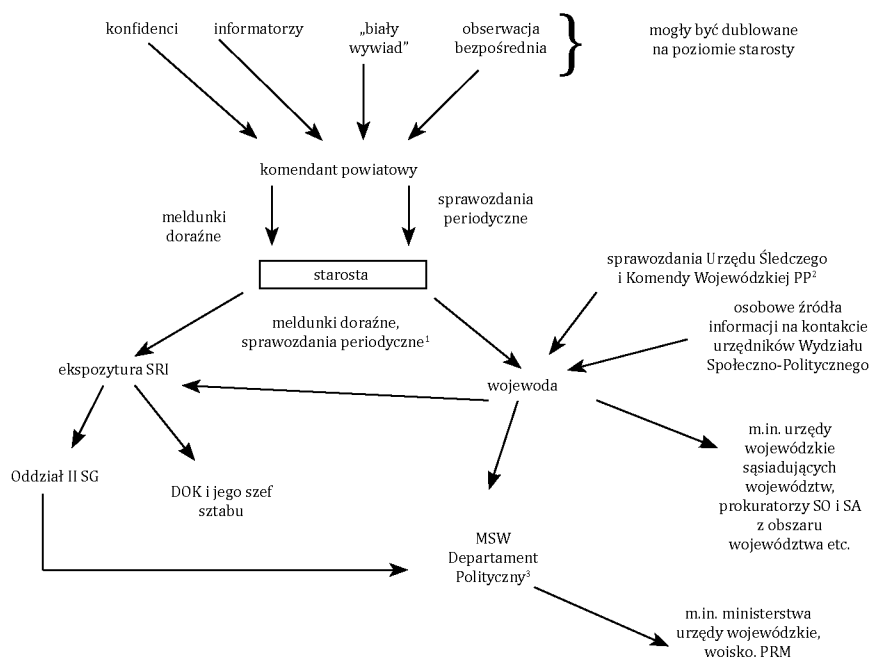 konfidenci
informatorzy
„biały
wywiad”
obserwacja
bezpośrednia
mogły być dublowane
na poziomie starosty
komendant powiatowy
meldunki
doraźne
sprawozdania
periodyczne
starosta
sprawozdania Urzędu Śledczego
i Komendy Wojewódzkiej PP²
meldunki doraźne,
sprawozdania periodyczne¹
osobowe źródła
informacji na kontakcie
urzędników Wydziału
Społeczno-Politycznego
ekspozytura SRI
wojewoda
m.in. urzędy
wojewódzkie
sąsiadujących
województw,
prokuratorzy SO i SA
z obszaru
województwa etc.
Oddział II SG
DOK i jego szef
sztabu
MSW
Departament
Polityczny³
m.in. ministerstwa
urzędy wojewódzkie,
wojsko, PRM